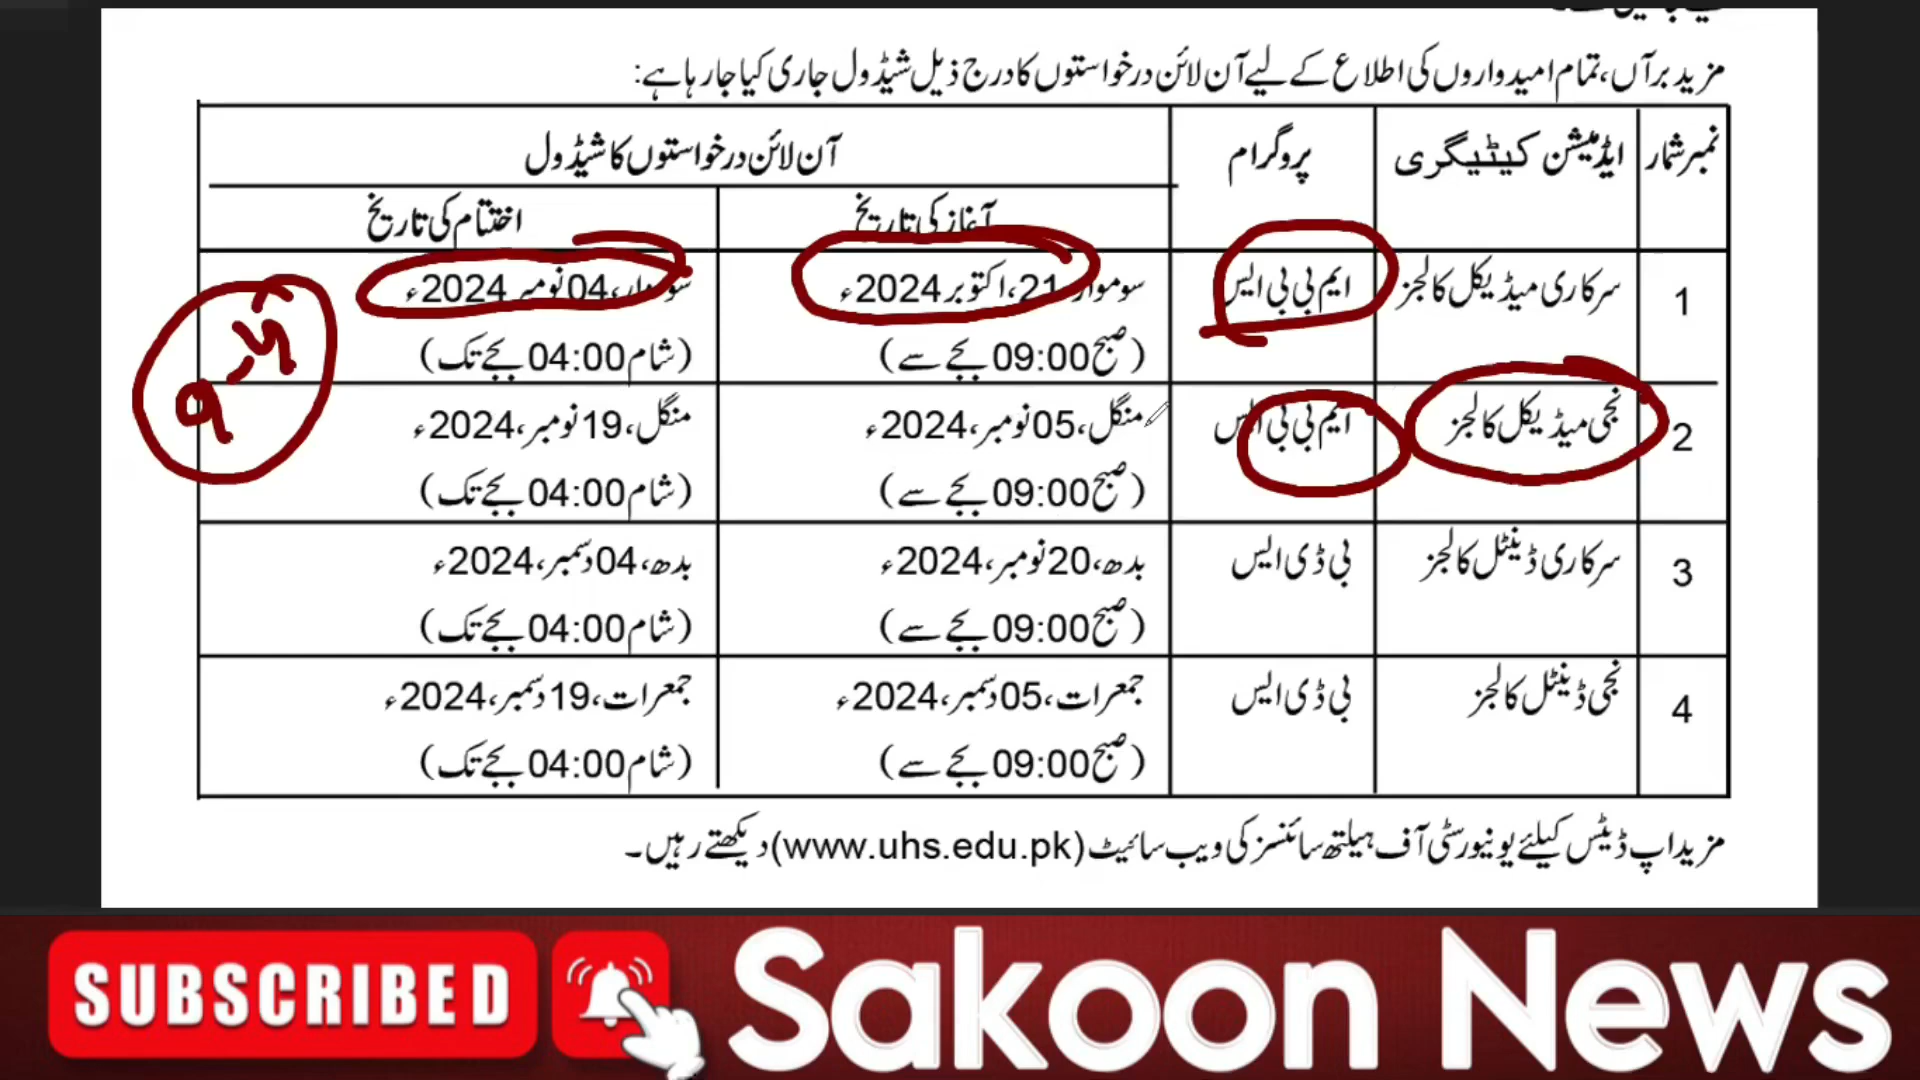 مزید برآں، تمام امیدواروں کی اطلاع کے لیے آن لائن درخواستوں کا درج ذیل شیڈول جاری کیا جا رہا ہے:
نمبر شمار ایڈمیشن کیٹیگری پروگرام آن لائن درخواستوں کا شیڈول
آغاز کی تاریخ اختتام کی تاریخ
1 سرکاری میڈیکل کالجز ایم بی بی ایس سوموار، 21، اکتوبر 2024ء سوموار، 04 نومبر 2024ء
(صبح 09:00 بجے سے) (شام 04:00 بجے تک)
2 نجی میڈیکل کالجز ایم بی بی ایس منگل، 05 نومبر، 2024ء منگل، 19 نومبر، 2024ء
(صبح 09:00 بجے سے) (شام 04:00 بجے تک)
3 سرکاری ڈینٹل کالجز بی ڈی ایس بدھ، 20 نومبر، 2024ء بدھ، 04 دسمبر، 2024ء
(صبح 09:00 بجے سے) (شام 04:00 بجے تک)
4 نجی ڈینٹل کالجز بی ڈی ایس جمعرات، 05 دسمبر، 2024ء جمعرات، 19 دسمبر، 2024ء
(صبح 09:00 بجے سے) (شام 04:00 بجے تک)
9-4
مزید اپ ڈیٹس کیلئے یونیورسٹی آف ہیلتھ سائنسز کی ویب سائیٹ (www.uhs.edu.pk) دیکھتے رہیں۔
SUBSCRIBED Sakoon News